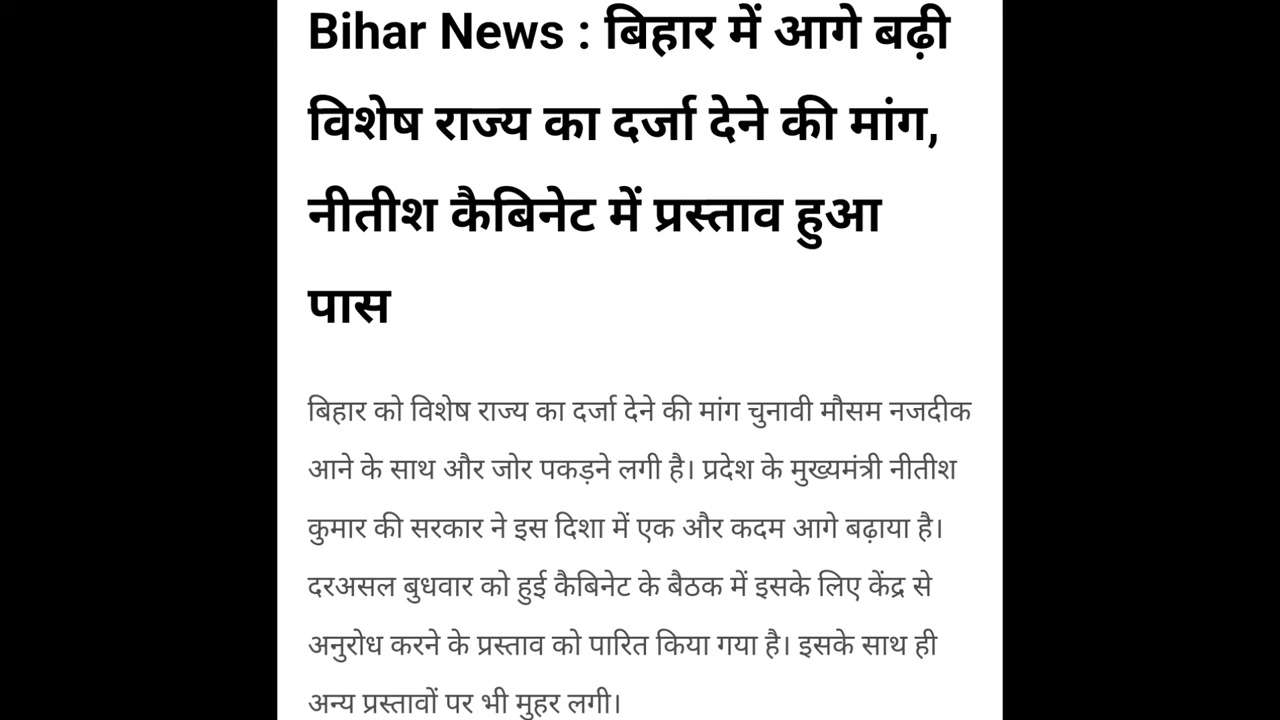 Bihar News : बिहार में आगे बढ़ी
विशेष राज्य का दर्जा देने की मांग,
नीतीश कैबिनेट में प्रस्ताव हुआ
पास
बिहार को विशेष राज्य का दर्जा देने की मांग चुनावी मौसम नजदीक
आने के साथ और जोर पकड़ने लगी है। प्रदेश के मुख्यमंत्री नीतीश
कुमार की सरकार ने इस दिशा में एक और कदम आगे बढ़ाया है।
दरअसल बुधवार को हुई कैबिनेट के बैठक में इसके लिए केंद्र से
अनुरोध करने के प्रस्ताव को पारित किया गया है। इसके साथ ही
अन्य प्रस्तावों पर भी मुहर लगी।